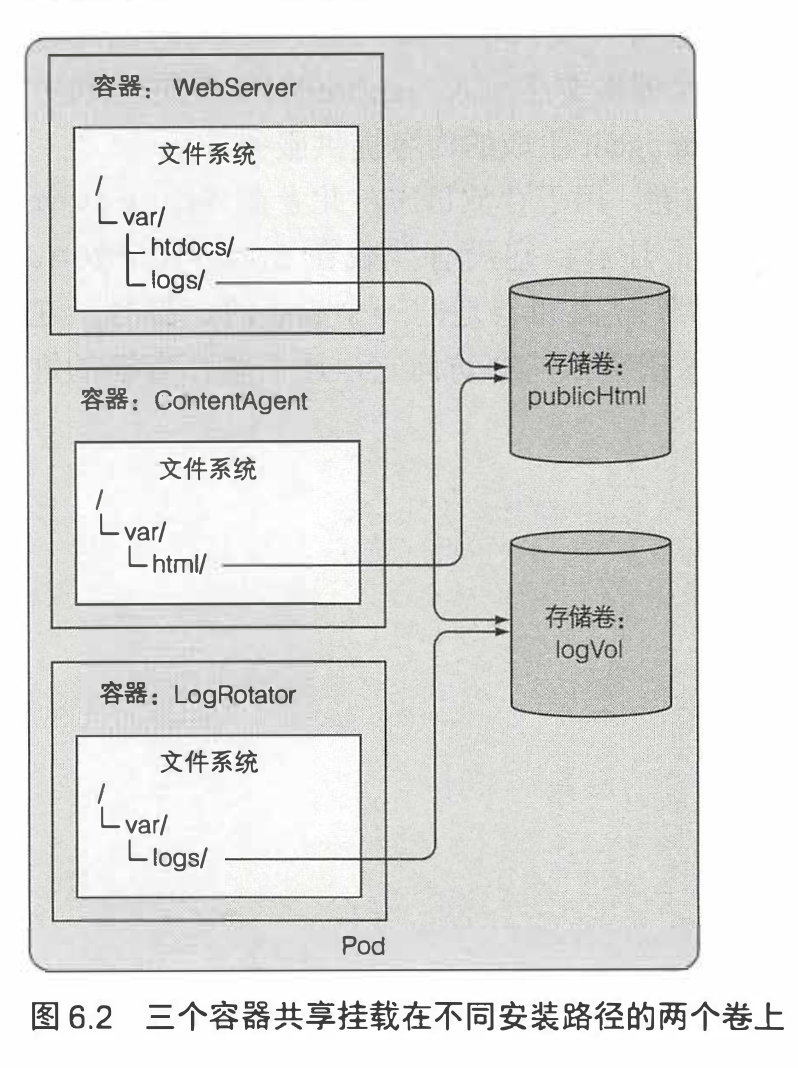 容器：WebServer
文件系统
/
var/
htdocs/
logs/
存储卷：
publicHtml
容器：ContentAgent
文件系统
/
var/
html/
存储卷：
logVol
容器：LogRotator
文件系统
/
var/
logs/
Pod
图 6.2 三个容器共享挂载在不同安装路径的两个卷上